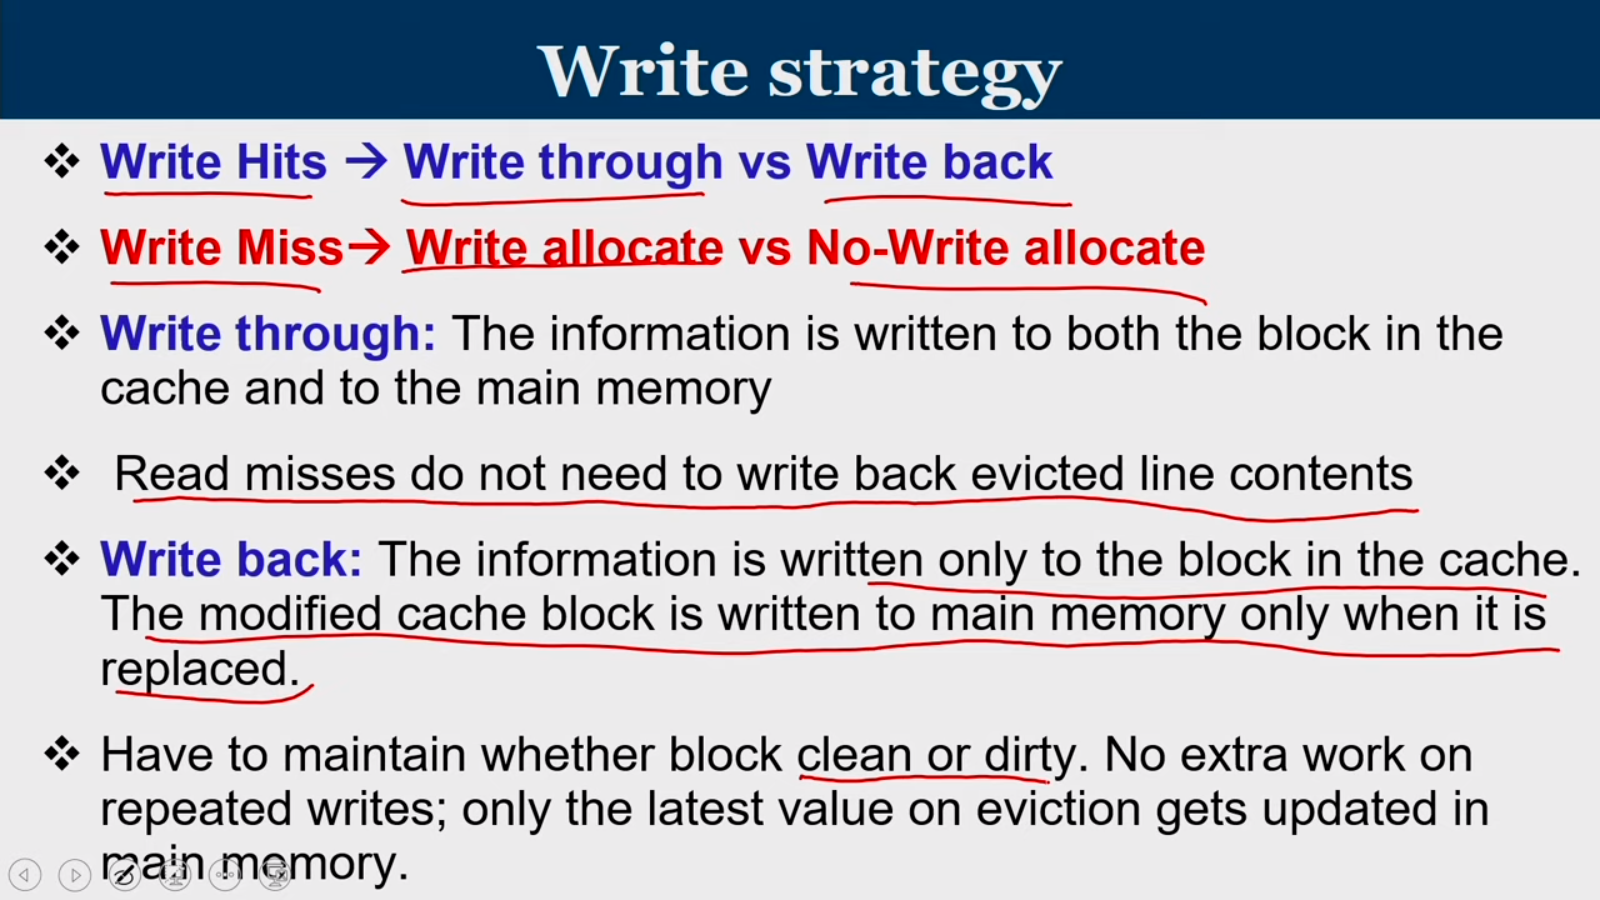 Write strategy
❖ Write Hits → Write through vs Write back
❖ Write Miss→ Write allocate vs No-Write allocate
❖ Write through: The information is written to both the block in the
cache and to the main memory
❖ Read misses do not need to write back evicted line contents
❖ Write back: The information is written only to the block in the cache.
The modified cache block is written to main memory only when it is
replaced.
❖ Have to maintain whether block clean or dirty. No extra work on
repeated writes; only the latest value on eviction gets updated in
main memory.